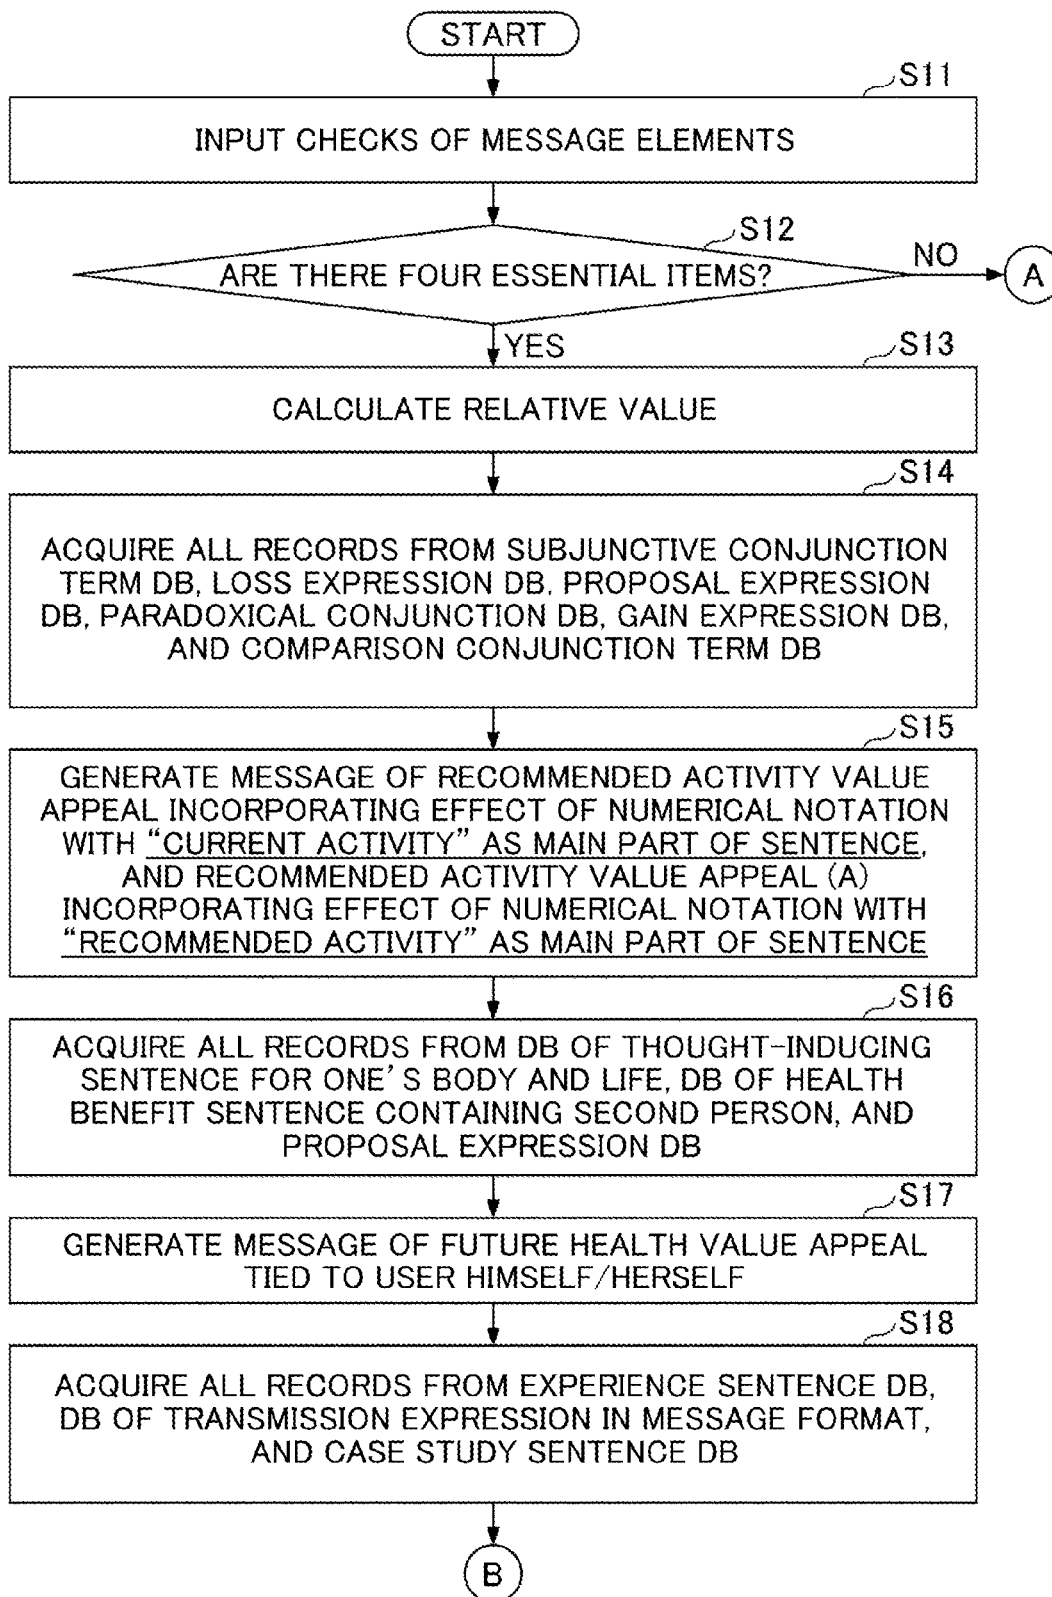 START
S11
INPUT CHECKS OF MESSAGE ELEMENTS
S12
ARE THERE FOUR ESSENTIAL ITEMS?
NO
A
YES
S13
CALCULATE RELATIVE VALUE
S14
ACQUIRE ALL RECORDS FROM SUBJUNCTIVE CONJUNCTION
TERM DB, LOSS EXPRESSION DB, PROPOSAL EXPRESSION
DB, PARADOXICAL CONJUNCTION DB, GAIN EXPRESSION DB,
AND COMPARISON CONJUNCTION TERM DB
S15
GENERATE MESSAGE OF RECOMMENDED ACTIVITY VALUE
APPEAL INCORPORATING EFFECT OF NUMERICAL NOTATION
WITH “CURRENT ACTIVITY” AS MAIN PART OF SENTENCE,
AND RECOMMENDED ACTIVITY VALUE APPEAL (A)
INCORPORATING EFFECT OF NUMERICAL NOTATION WITH
“RECOMMENDED ACTIVITY” AS MAIN PART OF SENTENCE
S16
ACQUIRE ALL RECORDS FROM DB OF THOUGHT-INDUCING
SENTENCE FOR ONE’S BODY AND LIFE, DB OF HEALTH
BENEFIT SENTENCE CONTAINING SECOND PERSON, AND
PROPOSAL EXPRESSION DB
S17
GENERATE MESSAGE OF FUTURE HEALTH VALUE APPEAL
TIED TO USER HIMSELF/HERSELF
S18
ACQUIRE ALL RECORDS FROM EXPERIENCE SENTENCE DB,
DB OF TRANSMISSION EXPRESSION IN MESSAGE FORMAT,
AND CASE STUDY SENTENCE DB
B